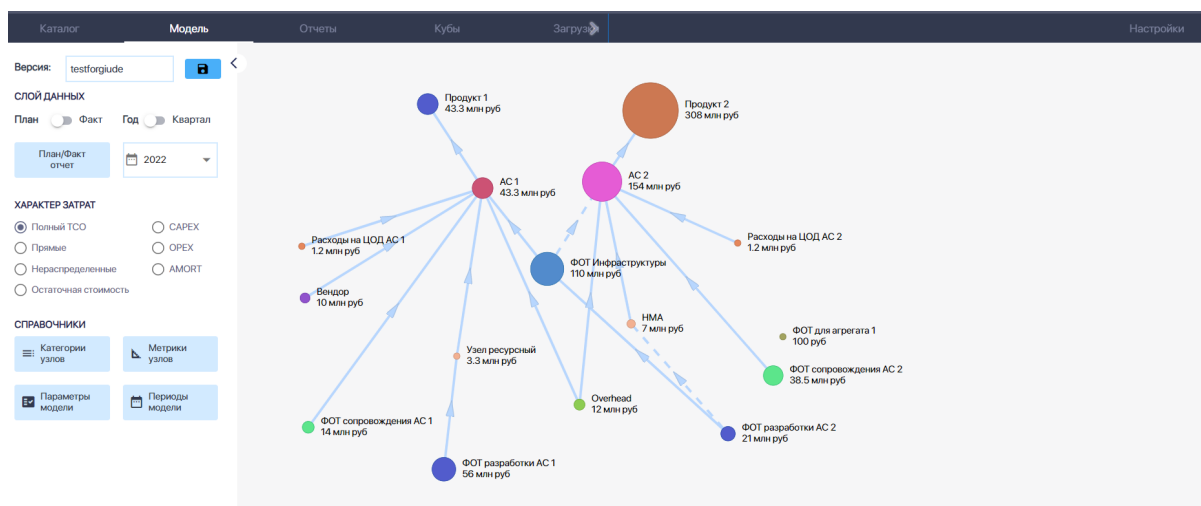 Каталог
Модель
Отчеты
Кубы
Загрузки
Настройки
Версия:
testforgiude
СЛОЙ ДАННЫХ
План
Факт
Год
Квартал
План/Факт
отчет
2022
ХАРАКТЕР ЗАТРАТ
Полный TCO
CAPEX
Прямые
OPEX
Нераспределенные
AMORT
Остаточная стоимость
СПРАВОЧНИКИ
Категории
узлов
Метрики
узлов
Параметры
модели
Периоды
модели
Продукт 1
43.3 млн руб
Продукт 2
308 млн руб
АС 1
43.3 млн руб
АС 2
154 млн руб
Расходы на ЦОД АС 1
1.2 млн руб
Расходы на ЦОД АС 2
1.2 млн руб
ФОТ Инфраструктуры
110 млн руб
Вендор
10 млн руб
НМА
7 млн руб
ФОТ для агрегата 1
100 руб
Узел ресурсный
3.3 млн руб
ФОТ сопровождения АС 2
38.5 млн руб
Overhead
12 млн руб
ФОТ сопровождения АС 1
14 млн руб
ФОТ разработки АС 2
21 млн руб
ФОТ разработки АС 1
56 млн руб